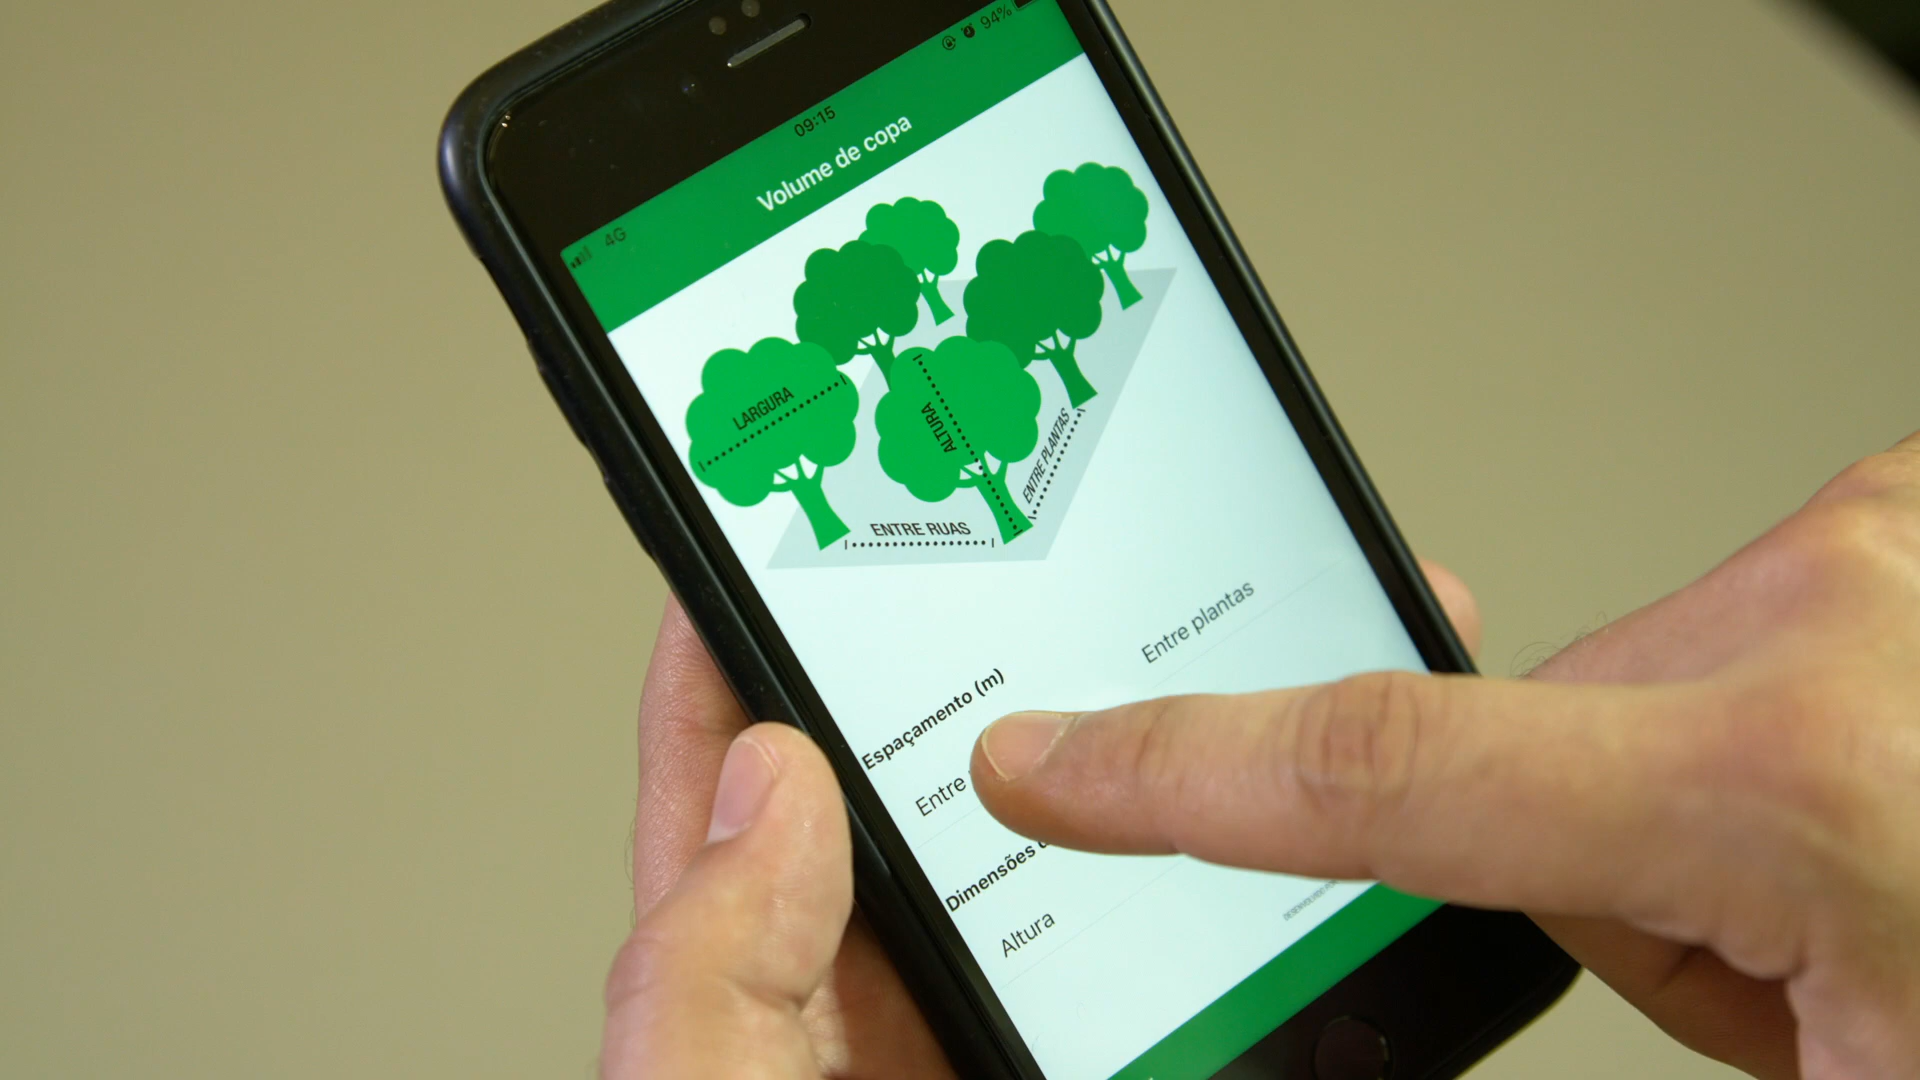 4G 09:15 94%
Volume de copa
LARGURA
ALTURA
ENTRE PLANTAS
ENTRE RUAS
Espaçamento (m)
Entre
Entre plantas
Dimensões
Altura